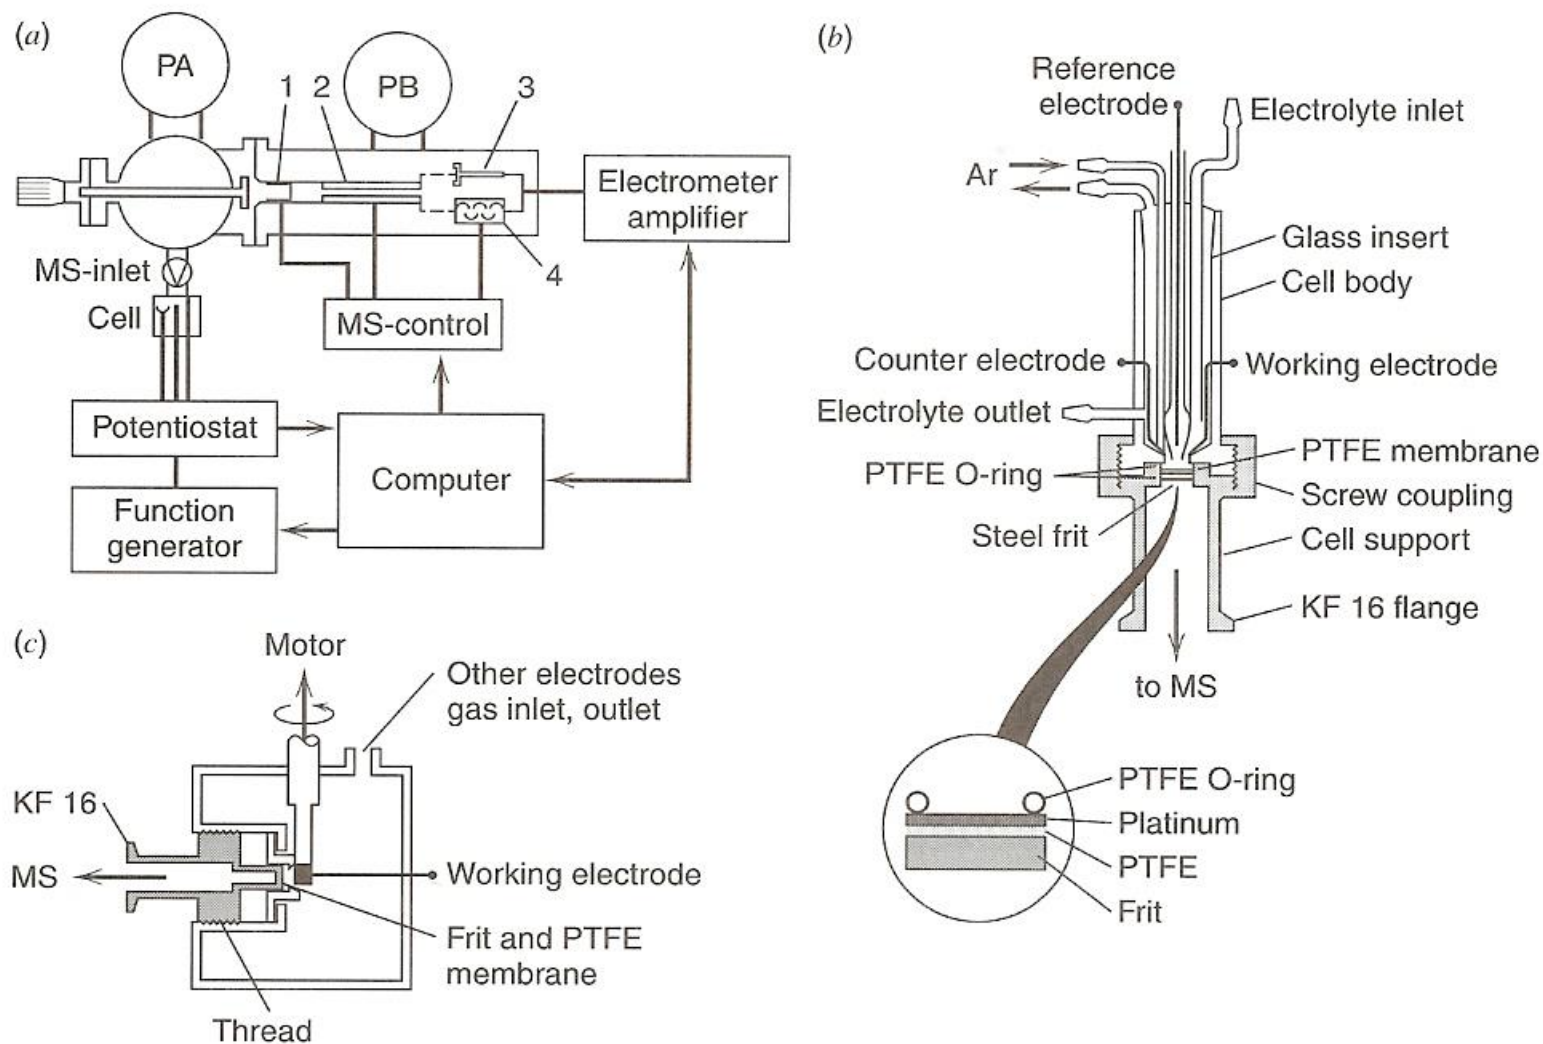 (a)
PA
PB
1
2
3
4
Electrometer
amplifier
MS-inlet
Cell
MS-control
Potentiostat
Computer
Function
generator
(b)
Reference
electrode
Electrolyte inlet
Ar
Glass insert
Cell body
Counter electrode
Working electrode
Electrolyte outlet
PTFE membrane
PTFE O-ring
Screw coupling
Steel frit
Cell support
KF 16 flange
to MS
PTFE O-ring
Platinum
PTFE
Frit
(c)
Motor
Other electrodes
gas inlet, outlet
KF 16
MS
Working electrode
Frit and PTFE
membrane
Thread